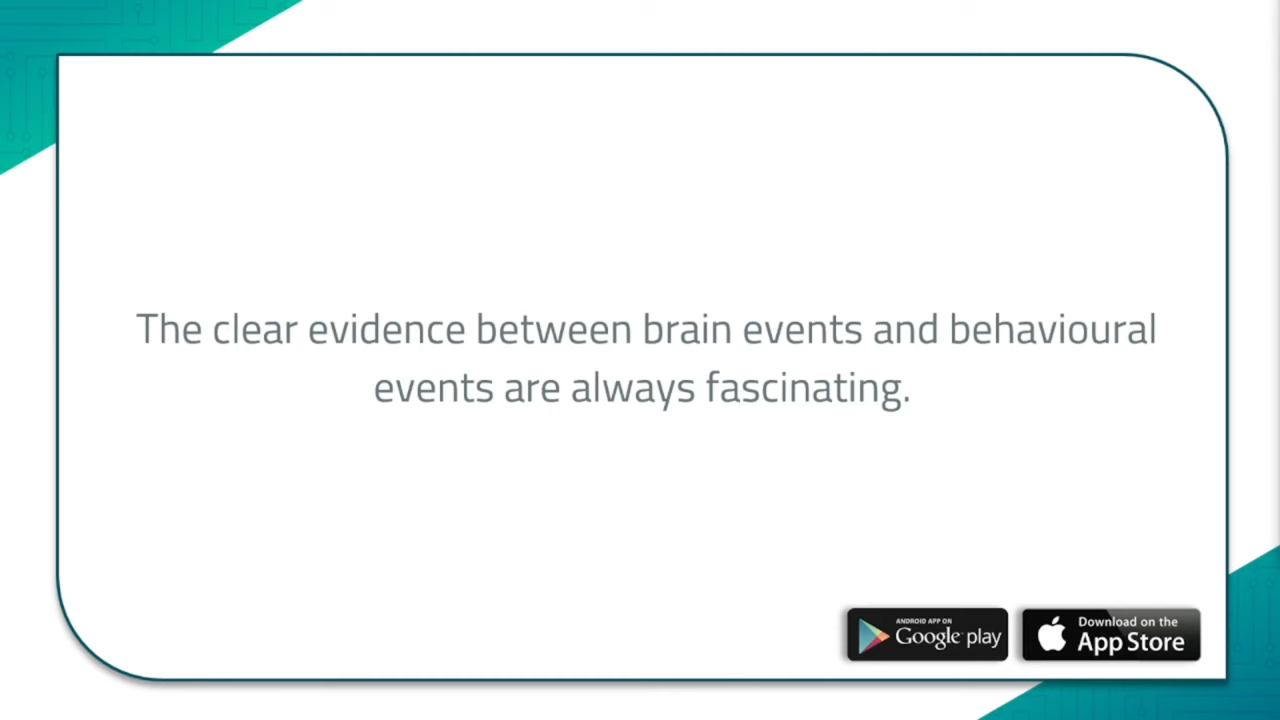 The clear evidence between brain events and behavioural
events are always fascinating.
ANDROID APP ON
Google play
Download on the
App Store